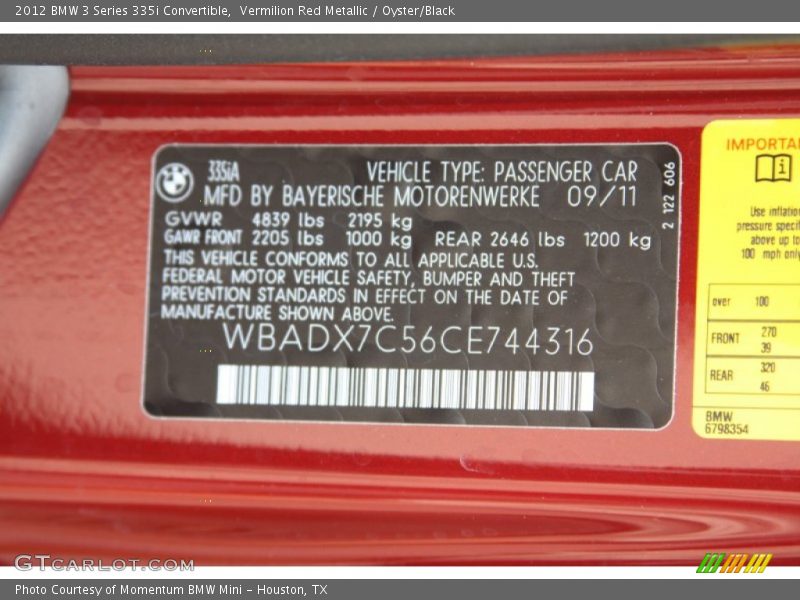 2012 BMW 3 Series 335i Convertible,  Vermilion Red Metallic / Oyster/Black
335iA
VEHICLE TYPE: PASSENGER CAR
MFD BY BAYERISCHE MOTORENWERKE 09/11
GVWR 4839 lbs 2195 kg
GAWR FRONT 2205 lbs 1000 kg REAR 2646 lbs 1200 kg
THIS VEHICLE CONFORMS TO ALL APPLICABLE U.S.
FEDERAL MOTOR VEHICLE SAFETY, BUMPER AND THEFT
PREVENTION STANDARDS IN EFFECT ON THE DATE OF
MANUFACTURE SHOWN ABOVE.
WBADX7C56CE744316
2 122 606
IMPORTA
Use inflatio
pressure specif
above up to
100 mph only
over 100
FRONT 270
39
REAR 320
46
BMW
6798354
GTCarLot.com
Photo Courtesy of Momentum BMW Mini - Houston, TX